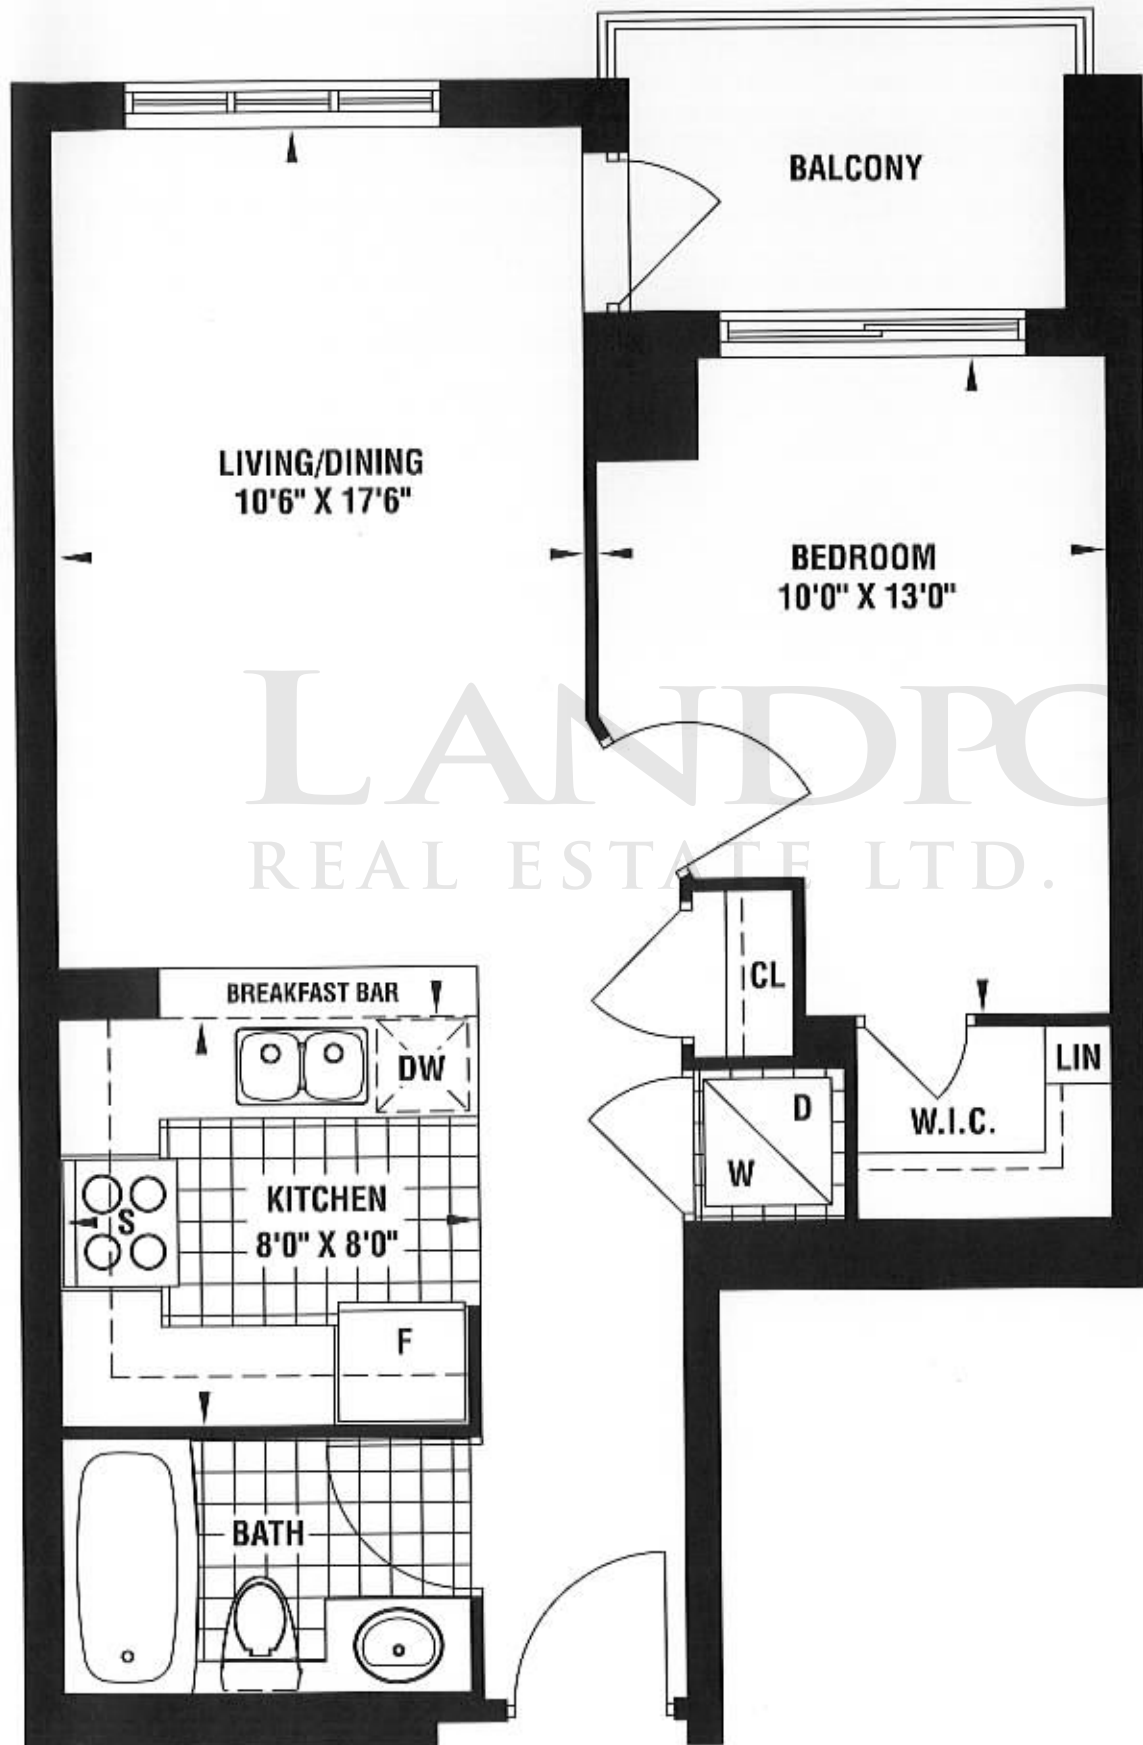 BALCONY
LIVING/DINING
10'6" X 17'6"
BEDROOM
10'0" X 13'0"
LANDPO
REAL ESTATE LTD.
CL
BREAKFAST BAR
DW
LIN
D
W.I.C.
W
KITCHEN
S
8'0" X 8'0"
F
BATH